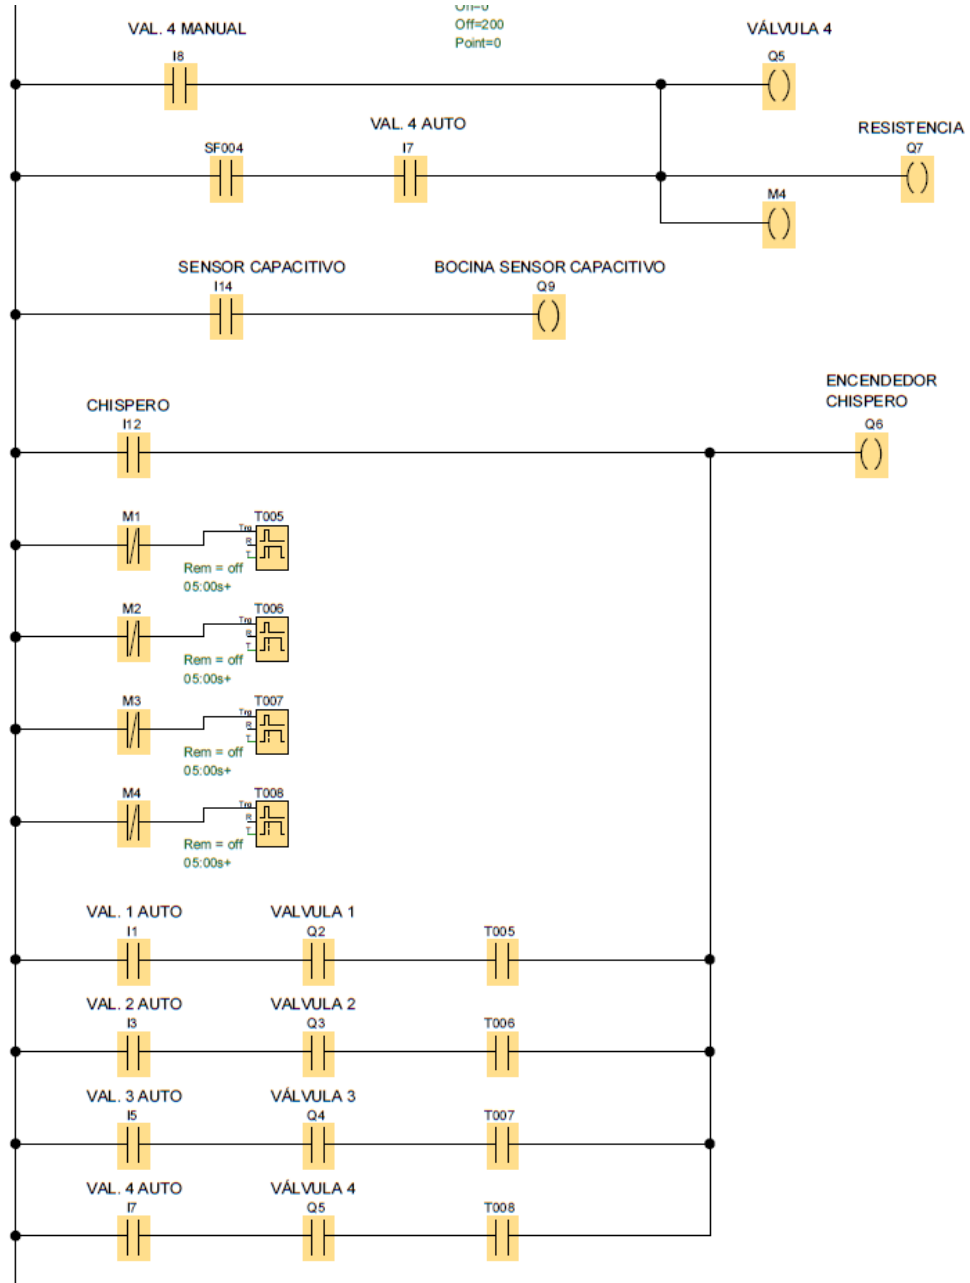 On=0
Off=200
Point=0
VAL. 4 MANUAL
VÁLVULA 4
I8
Q5
VAL. 4 AUTO
RESISTENCIA
SF004
I7
Q7
M4
SENSOR CAPACITIVO
BOCINA SENSOR CAPACITIVO
I14
Q9
ENCENDEDOR
CHISPERO
CHISPERO
I12
Q6
M1
T005
Trg
R
T
Rem = off
05:00s+
M2
T006
Trg
R
T
Rem = off
05:00s+
M3
T007
Trg
R
T
Rem = off
05:00s+
M4
T008
Trg
R
T
Rem = off
05:00s+
VAL. 1 AUTO
VALVULA 1
I1
Q2
T005
VAL. 2 AUTO
VALVULA 2
I3
Q3
T006
VAL. 3 AUTO
VÁLVULA 3
I5
Q4
T007
VAL. 4 AUTO
VÁLVULA 4
I7
Q5
T008